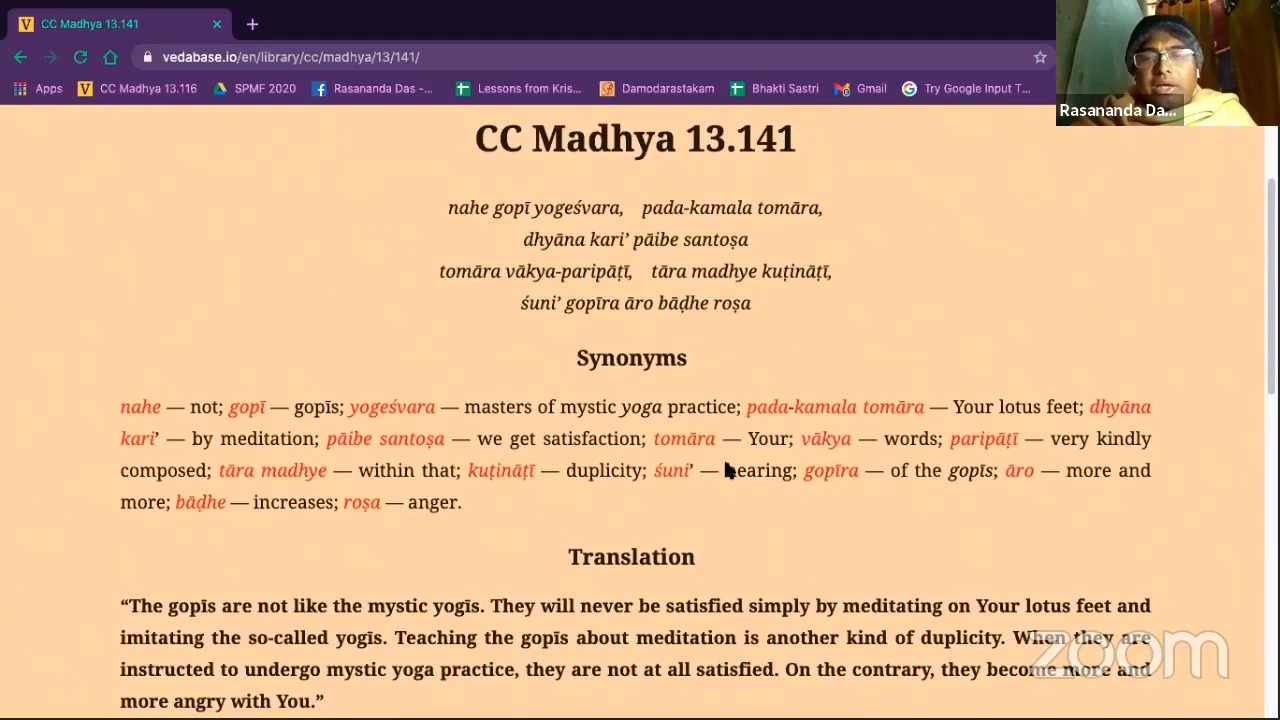 CC Madhya 13.141
vedabase.io/en/library/cc/madhya/13/141/
Apps CC Madhya 13.116 SPMF 2020 Rasananda Das -... Lessons from Kris... Damodarastakam Bhakti Sastri Gmail Try Google Input T...
Rasananda Da...
CC Madhya 13.141
nahe gopī yogeśvara, pada-kamala tomāra,
dhyāna kari’ pāibe santoṣa
tomāra vākya-paripāṭī, tāra madhye kuṭināṭī,
śuni’ gopīra āro bāḍhe roṣa
Synonyms
nahe — not; gopī — gopīs; yogeśvara — masters of mystic yoga practice; pada-kamala tomāra — Your lotus feet; dhyāna
kari’ — by meditation; pāibe santoṣa — we get satisfaction; tomāra — Your; vākya — words; paripāṭī — very kindly
composed; tāra madhye — within that; kuṭināṭī — duplicity; śuni’ — hearing; gopīra — of the gopīs; āro — more and
more; bāḍhe — increases; roṣa — anger.
Translation
“The gopīs are not like the mystic yogīs. They will never be satisfied simply by meditating on Your lotus feet and
imitating the so-called yogīs. Teaching the gopīs about meditation is another kind of duplicity. When they are
instructed to undergo mystic yoga practice, they are not at all satisfied. On the contrary, they become more and
more angry with You.”
zoom